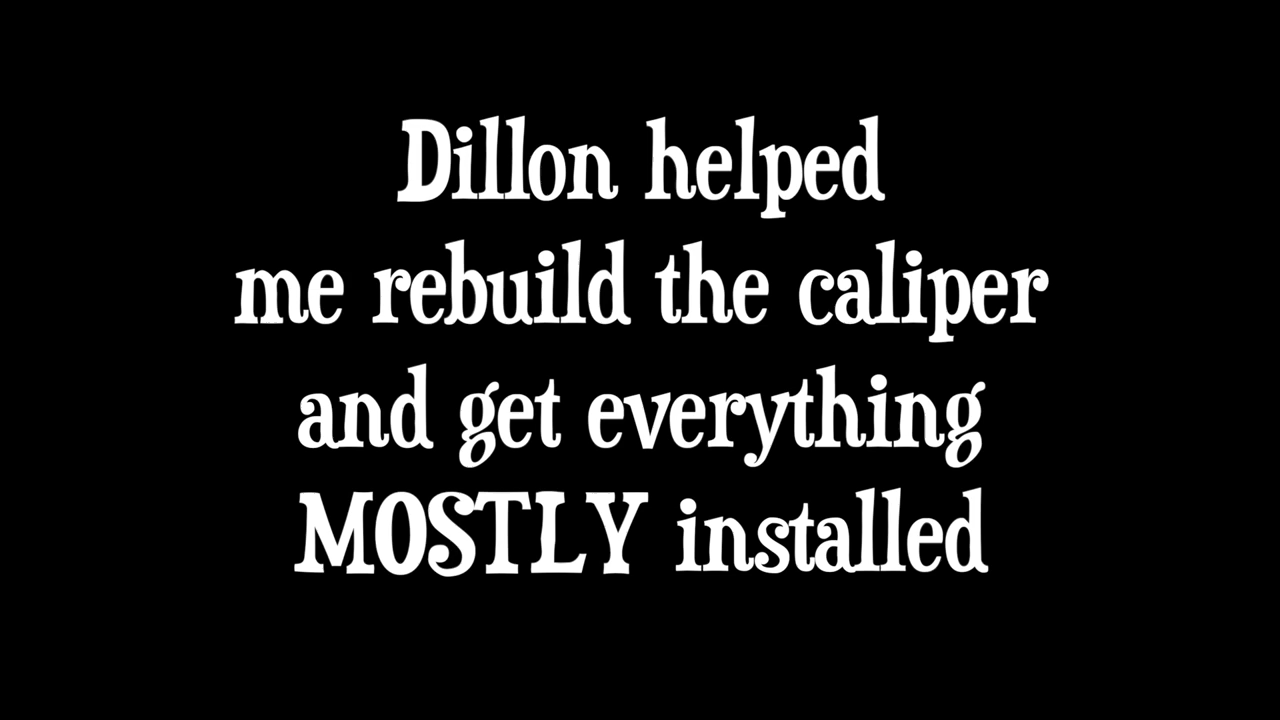 Dillon helped
me rebuild the caliper
and get everything
MOSTLY installed